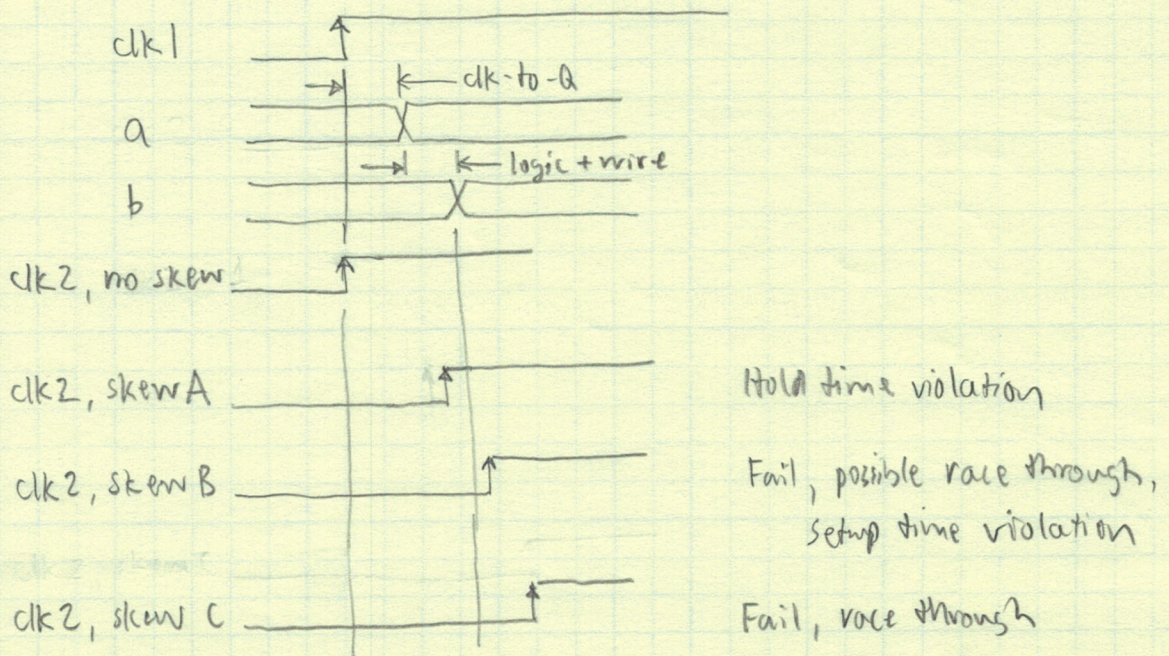 clk1
clk-to-Q
a
logic + wire
b
clk2, no skew
clk2, skew A
Hold time violation
clk2, skew B
Fail, possible race through,
setup time violation
clk2, skew C
Fail, race through